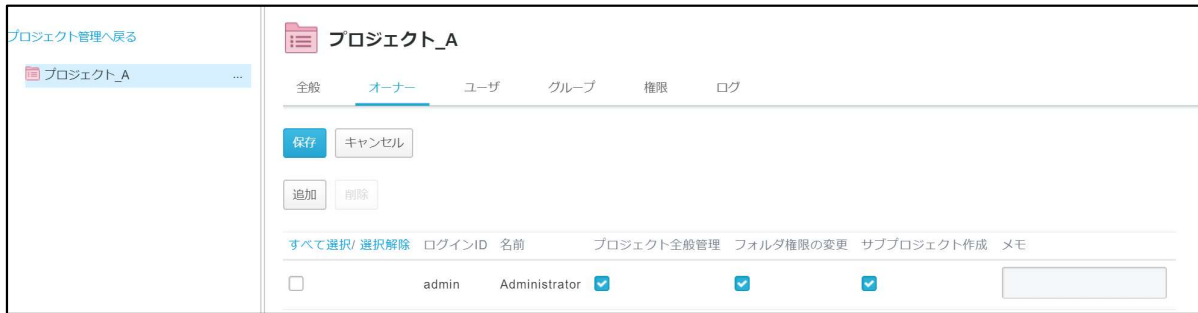 プロジェクト管理へ戻る
プロジェクト_A ...
プロジェクト_A
全般 オーナー ユーザ グループ 権限 ログ
保存 キャンセル
追加 削除
すべて選択/ 選択解除 ログインID 名前 プロジェクト全般管理 フォルダ権限の変更 サブプロジェクト作成 メモ
admin Administrator